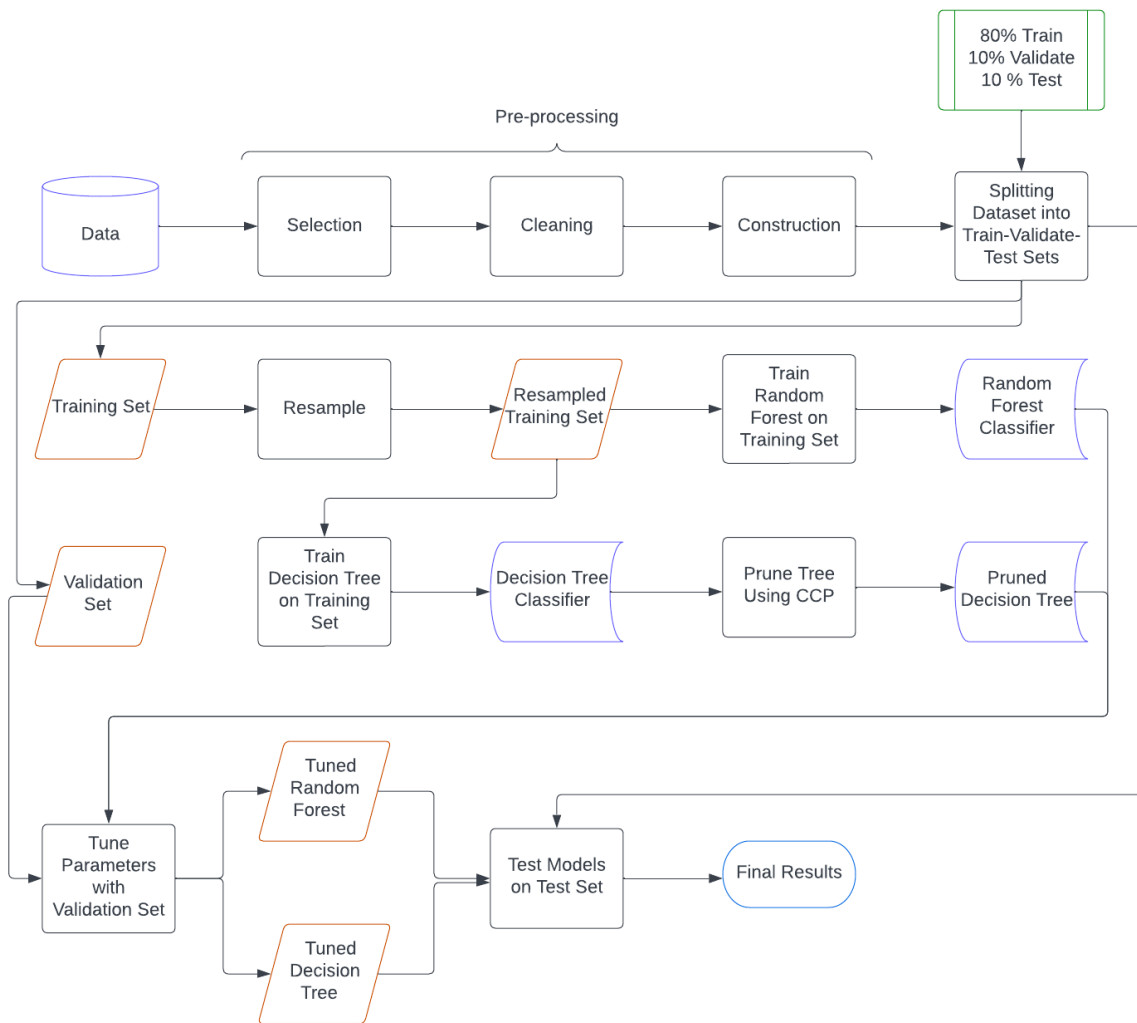 80% Train
10% Validate
10 % Test
Pre-processing
Data
Selection
Cleaning
Construction
Splitting
Dataset into
Train-Validate-
Test Sets
Training Set
Resample
Resampled
Training Set
Train
Random
Forest on
Training Set
Random
Forest
Classifier
Validation
Set
Train
Decision Tree
on Training
Set
Decision Tree
Classifier
Prune Tree
Using CCP
Pruned
Decision Tree
Tune
Parameters
with
Validation Set
Tuned
Random
Forest
Tuned
Decision
Tree
Test Models
on Test Set
Final Results